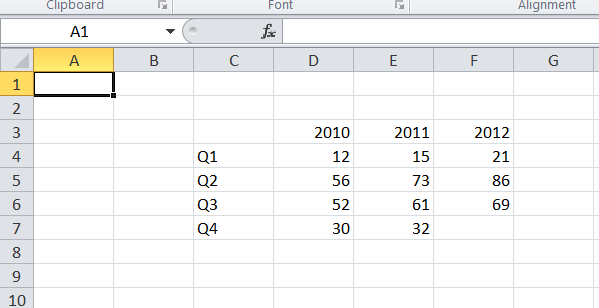 Clipboard Font Alignment
A1 fx
A B C D E F G
1
2
3 2010 2011 2012
4 Q1 12 15 21
5 Q2 56 73 86
6 Q3 52 61 69
7 Q4 30 32
8
9
10